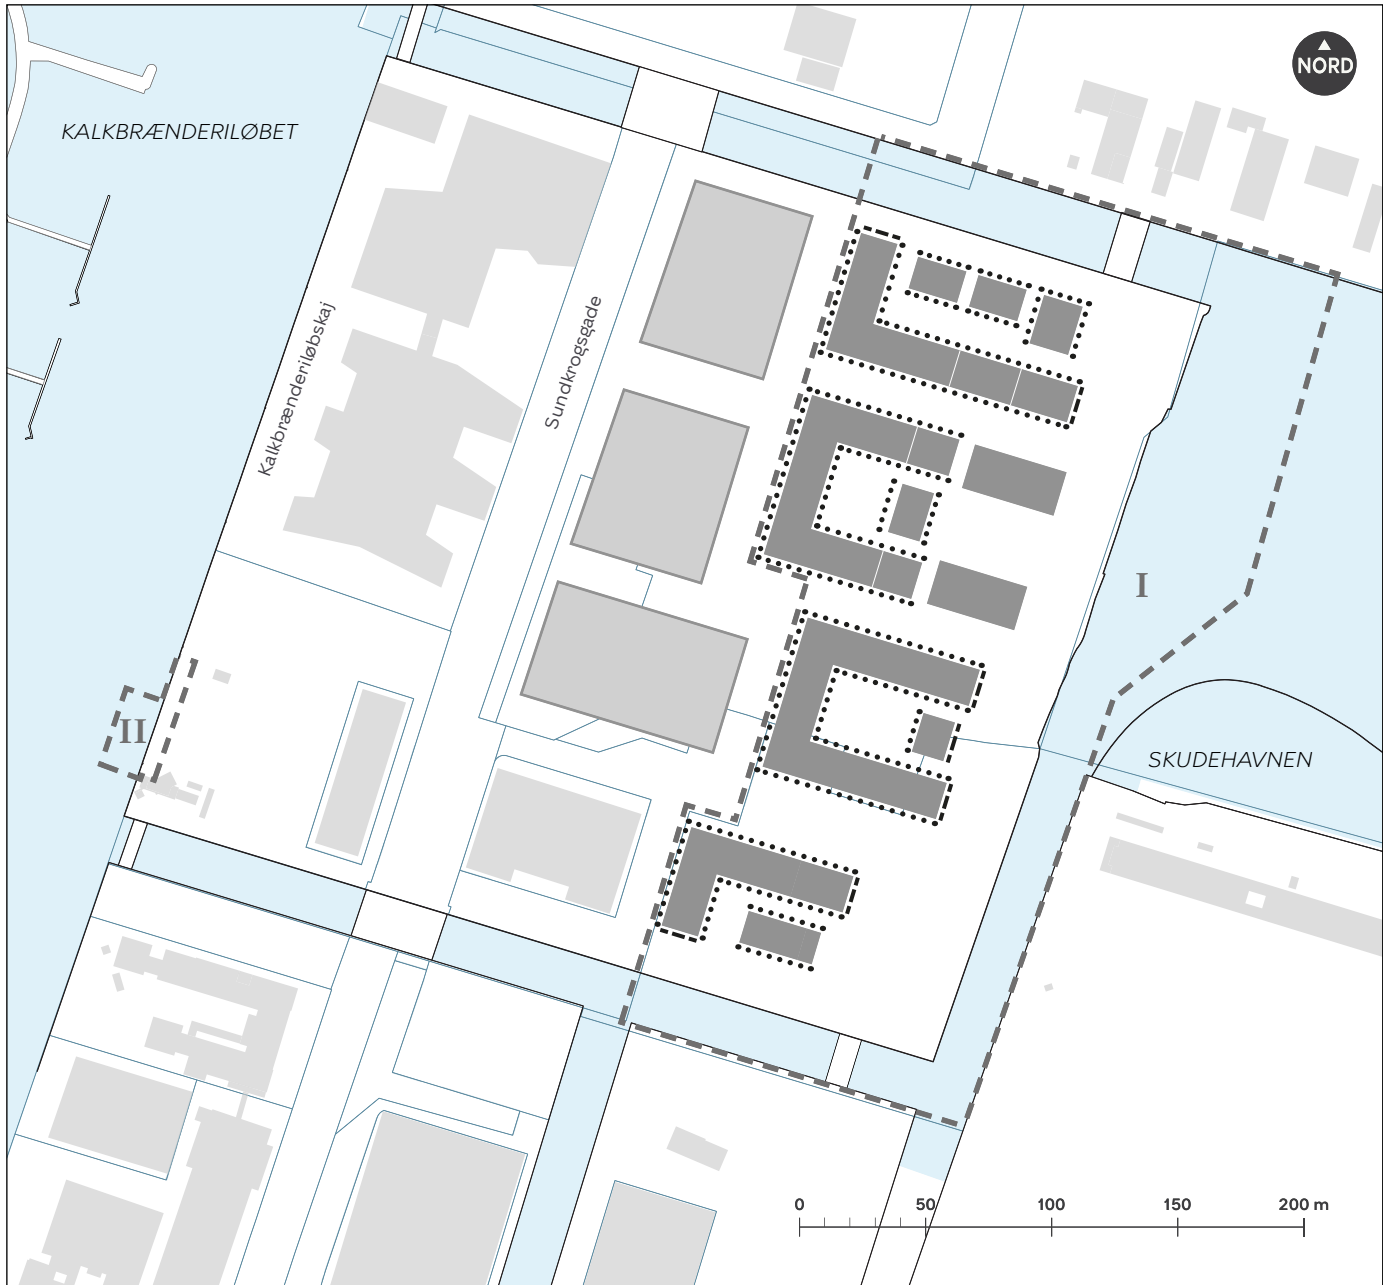 NORD
KALKBRÆNDERILØBET
Kalkbrænderiløbskaj
Sundkrogsgade
I
II
SKUDEHAVNEN
0 50 100 150 200 m